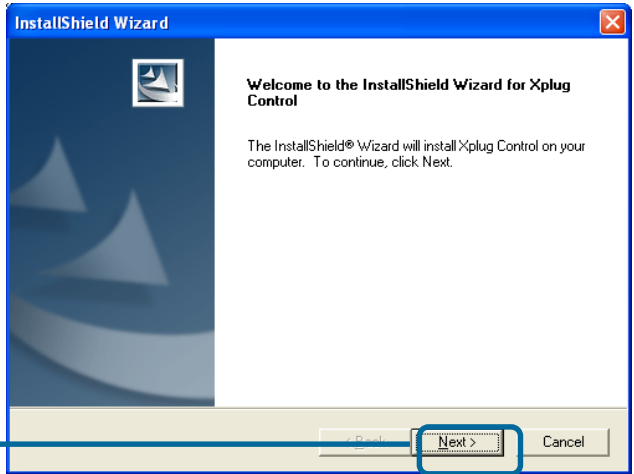 InstallShield Wizard
Welcome to the InstallShield Wizard for Xplug
Control
The InstallShield® Wizard will install Xplug Control on your
computer. To continue, click Next.
< Back Next > Cancel